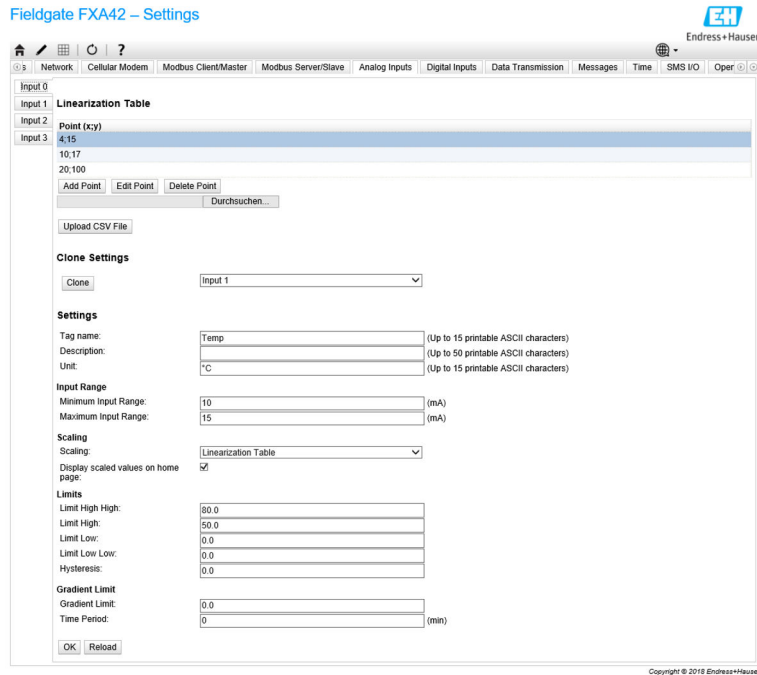 Fieldgate FXA42 – Settings
EH
Endress+Hauser
?
s Network Cellular Modem Modbus Client/Master Modbus Server/Slave Analog Inputs Digital Inputs Data Transmission Messages Time SMS I/O Oper
Input 0
Input 1 Linearization Table
Input 2
Point (x;y)
Input 3 4;15
10;17
20;100
Add Point Edit Point Delete Point
Durchsuchen...
Upload CSV File
Clone Settings
Clone Input 1
Settings
Tag name: Temp (Up to 15 printable ASCII characters)
Description: (Up to 50 printable ASCII characters)
Unit: °C (Up to 15 printable ASCII characters)
Input Range
Minimum Input Range: 10 (mA)
Maximum Input Range: 15 (mA)
Scaling
Scaling: Linearization Table
Display scaled values on home
page:
Limits
Limit High High: 80.0
Limit High: 50.0
Limit Low: 0.0
Limit Low Low: 0.0
Hysteresis: 0.0
Gradient Limit
Gradient Limit: 0.0
Time Period: 0 (min)
OK Reload
Copyright © 2018 Endress+Hause